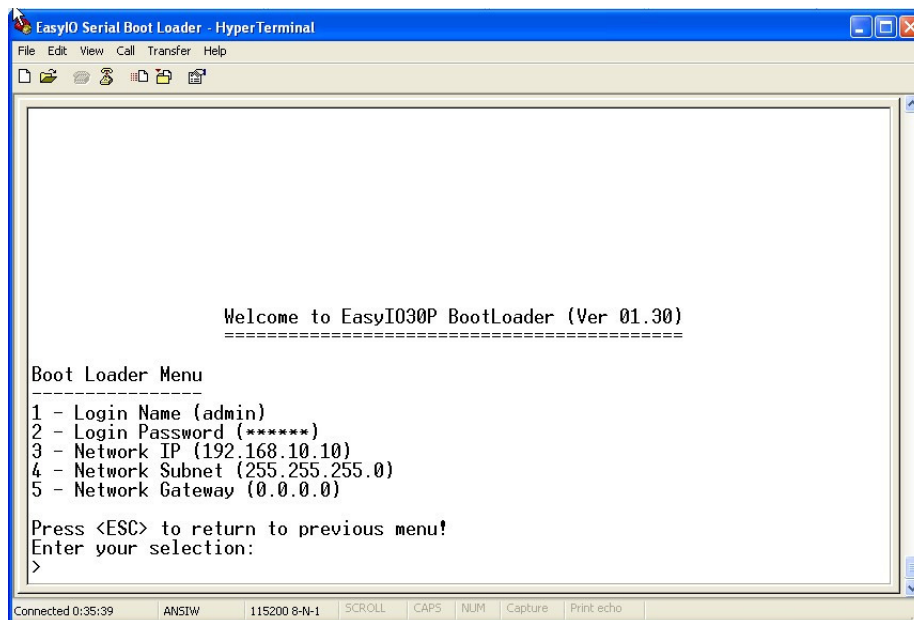 EasyIO Serial Boot Loader - HyperTerminal
File Edit View Call Transfer Help
Welcome to EasyIO30P BootLoader (Ver 01.30)
===========================================
Boot Loader Menu
----------------
1 - Login Name (admin)
2 - Login Password (******)
3 - Network IP (192.168.10.10)
4 - Network Subnet (255.255.255.0)
5 - Network Gateway (0.0.0.0)
Press <ESC> to return to previous menu!
Enter your selection:
>
Connected 0:35:39 ANSIW 115200 8-N-1 SCROLL CAPS NUM Capture Print echo